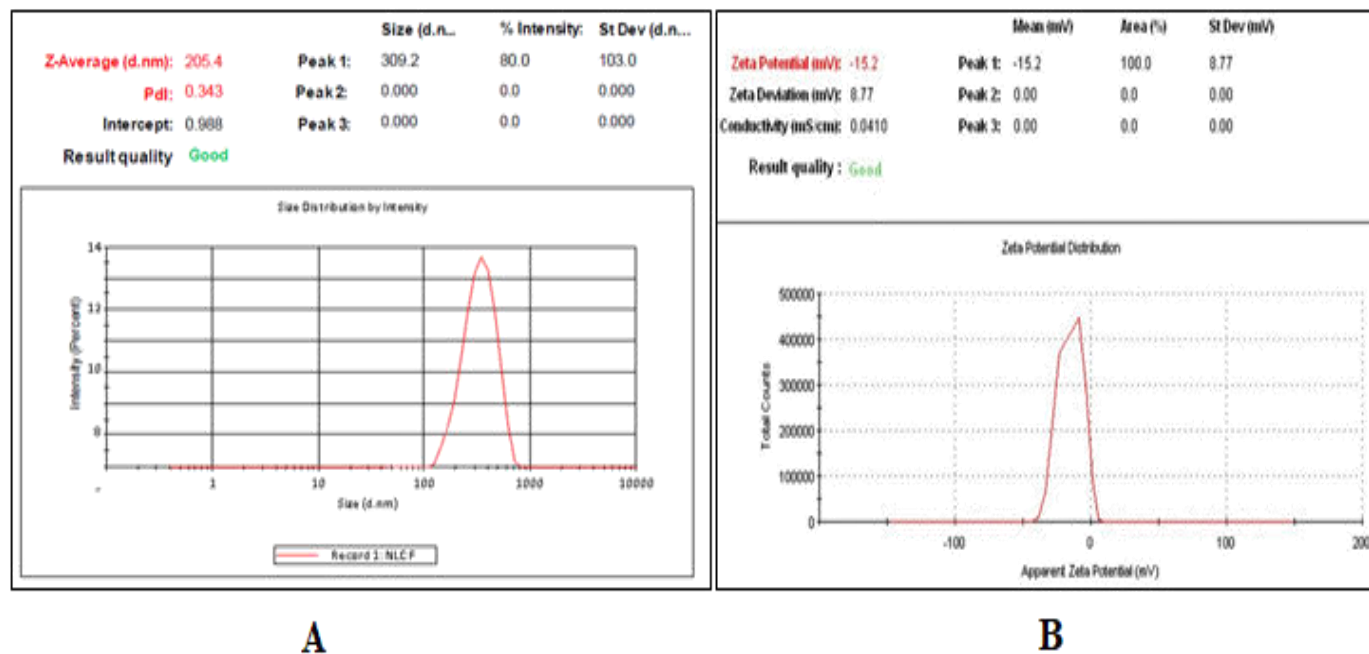 Size (d.n... % Intensity: St Dev (d.n...
Z-Average (d.nm): 205.4 Peak 1: 309.2 80.0 103.0
PdI: 0.343 Peak 2: 0.000 0.0 0.000
Intercept: 0.988 Peak 3: 0.000 0.0 0.000
Result quality Good
Size Distribution by Intensity
14
12
10
8
Intensity (Percent)
1 10 100 1000 10000
Size (d.nm)
Record 1: NLC F
A
Mean (mV) Area (%) St Dev (mV)
Zeta Potential (mV): -15.2 Peak 1: -15.2 100.0 8.77
Zeta Deviation (mV): 8.77 Peak 2: 0.00 0.0 0.00
Conductivity (mS/cm): 0.0410 Peak 3: 0.00 0.0 0.00
Result quality : Good
Zeta Potential Distribution
500000
400000
300000
200000
100000
0
Total Counts
-100 0 100 200
Apparent Zeta Potential (mV)
B